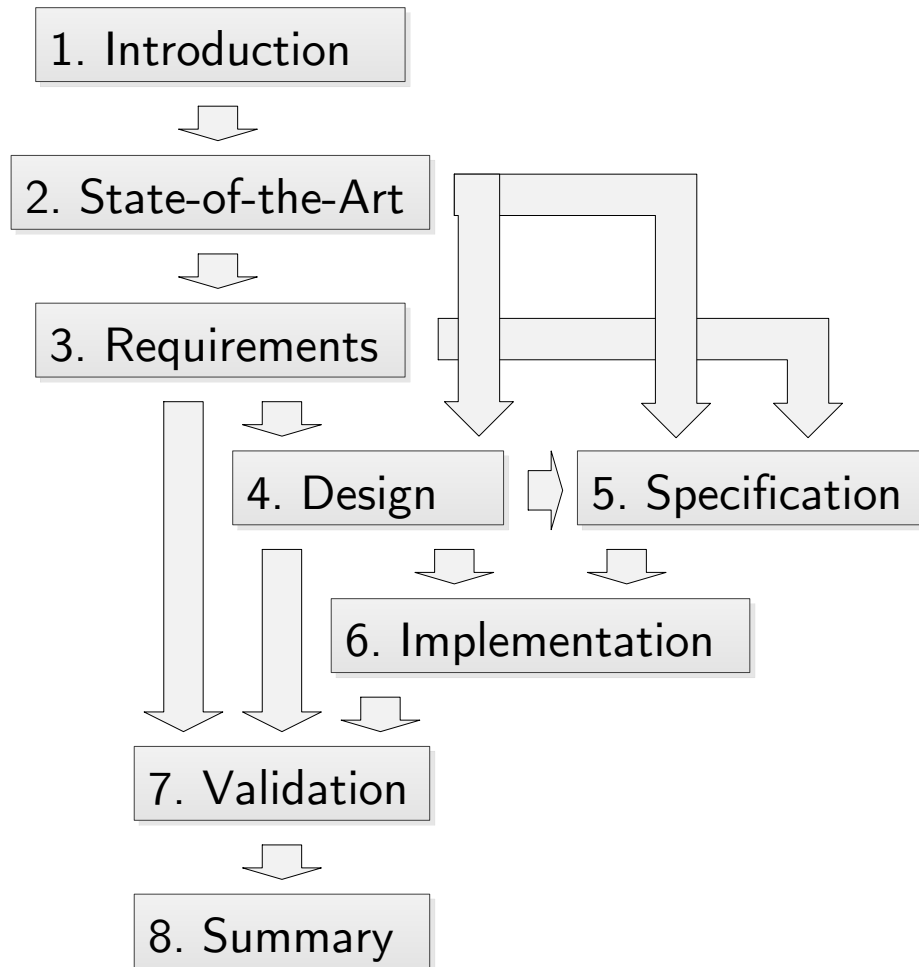 1. Introduction
2. State-of-the-Art
3. Requirements
4. Design
5. Specification
6. Implementation
7. Validation
8. Summary